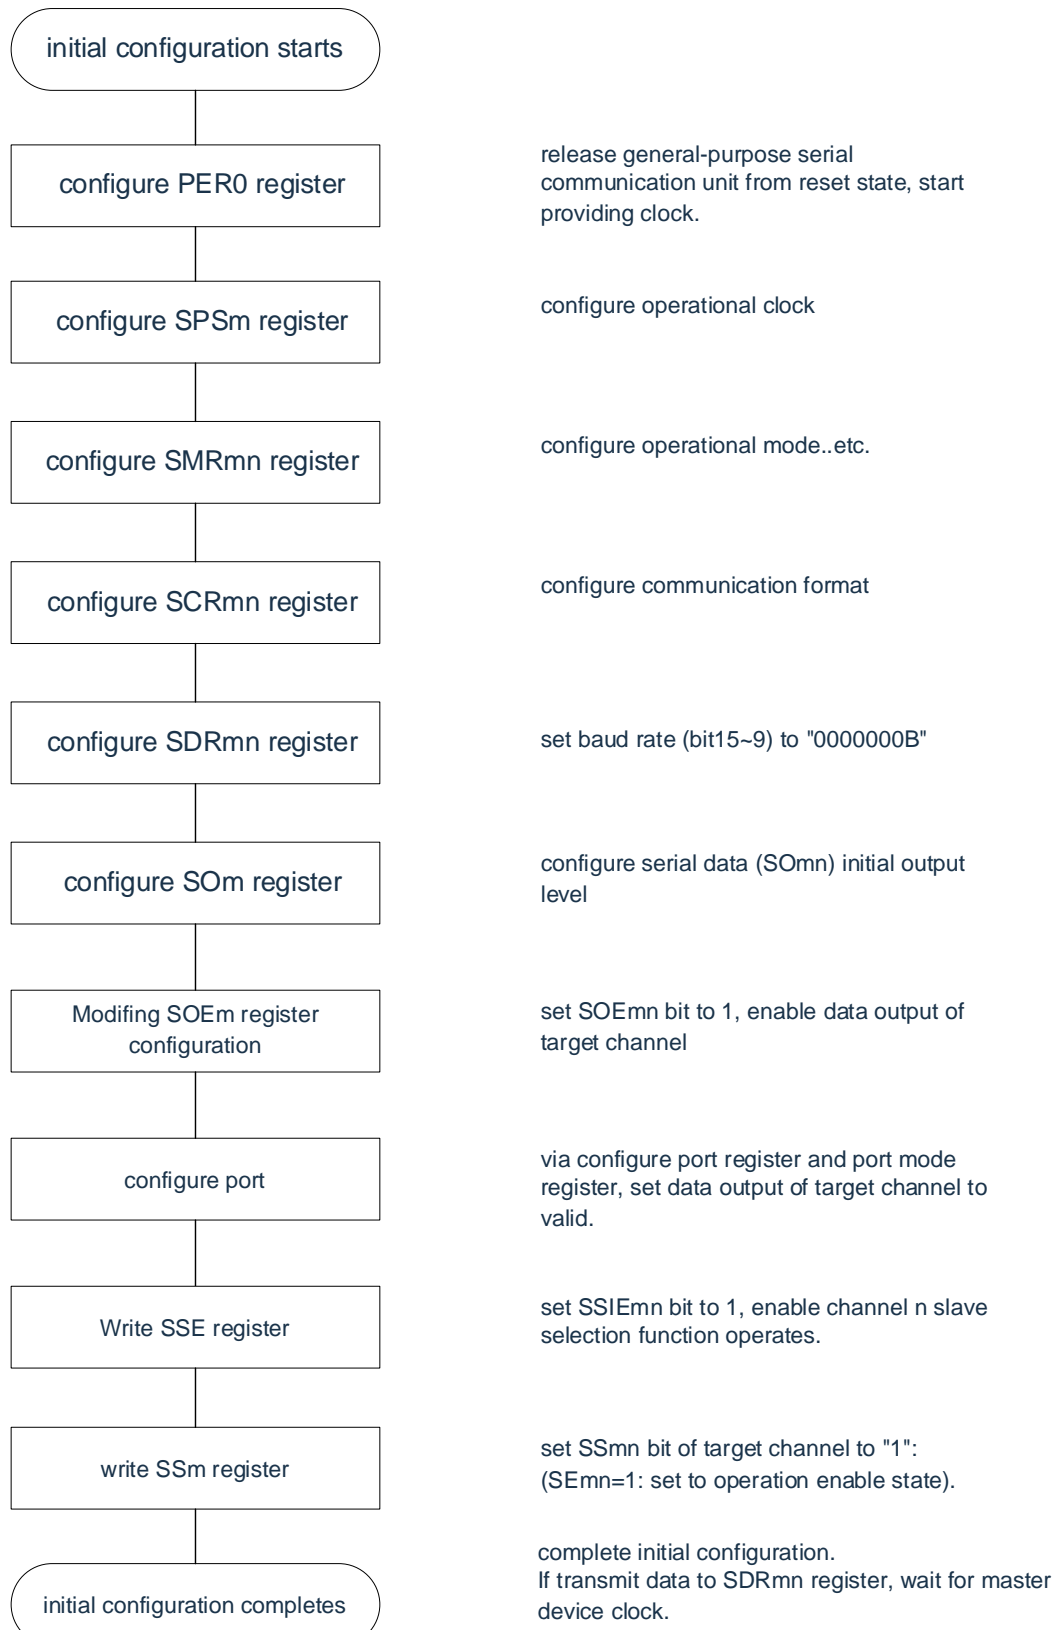 initial configuration starts
configure PER0 register
release general-purpose serial
communication unit from reset state, start
providing clock.
configure SPSm register
configure operational clock
configure SMRmn register
configure operational mode..etc.
configure SCRmn register
configure communication format
configure SDRmn register
set baud rate (bit15~9) to "0000000B"
configure SOm register
configure serial data (SOmn) initial output
level
Modifing SOEm register
configuration
set SOEmn bit to 1, enable data output of
target channel
configure port
via configure port register and port mode
register, set data output of target channel to
valid.
Write SSE register
set SSIEmn bit to 1, enable channel n slave
selection function operates.
write SSm register
set SSmn bit of target channel to "1":
(SEmn=1: set to operation enable state).
initial configuration completes
complete initial configuration.
If transmit data to SDRmn register, wait for master
device clock.